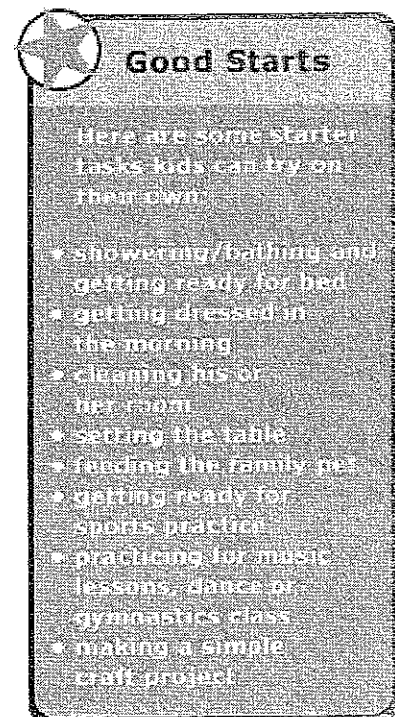 Good Starts
Here are some starter
tasks kids can try on
their own:
• showering/bathing and
getting ready for bed
• getting dressed in
the morning
• cleaning his or
her room
• setting the table
• feeding the family pet
• getting ready for
sports practice
• practicing for music
lessons, dance or
gymnastics class
• making a simple
craft project